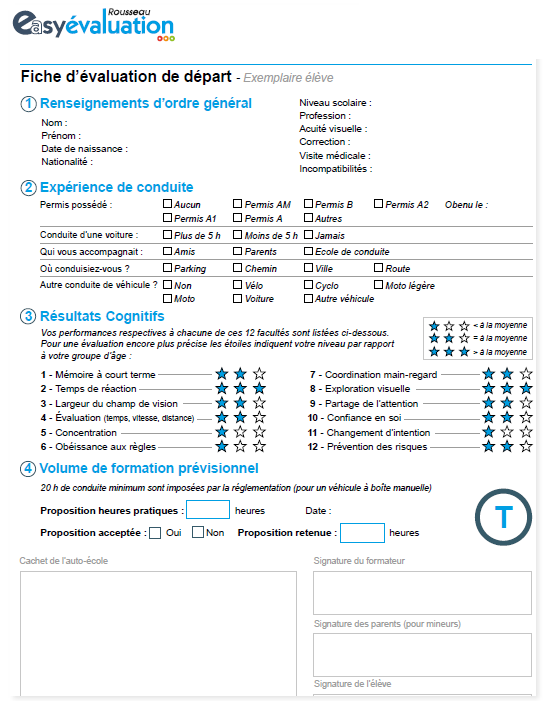 Rousseau
Easyévaluation
Fiche d'évaluation de départ - Exemplaire élève
1 Renseignements d'ordre général
Nom :
Prénom :
Date de naissance :
Nationalité :
Niveau scolaire :
Profession :
Acuité visuelle :
Correction :
Visite médicale :
Incompatibilités :
2 Expérience de conduite
Permis possédé : Aucun Permis AM Permis B Permis A2 Obenu le :
Permis A1 Permis A Autres
Conduite d'une voiture : Plus de 5 h Moins de 5 h Jamais
Qui vous accompagnait : Amis Parents Ecole de conduite
Où conduisiez-vous ? Parking Chemin Ville Route
Autre conduite de véhicule ? Non Vélo Cyclo Moto légère
Moto Voiture Autre véhicule
3 Résultats Cognitifs
Vos performances respectives à chacune de ces 12 facultés sont listées ci-dessous.
Pour une évaluation encore plus précise les étoiles indiquent votre niveau par rapport
à votre groupe d'âge :
< à la moyenne
= à la moyenne
> à la moyenne
1 - Mémoire à court terme
2 - Temps de réaction
3 - Largeur du champ de vision
4 - Évaluation (temps, vitesse, distance)
5 - Concentration
6 - Obéissance aux règles
7 - Coordination main-regard
8 - Exploration visuelle
9 - Partage de l'attention
10 - Confiance en soi
11 - Changement d'intention
12 - Prévention des risques
4 Volume de formation prévisionnel
20 h de conduite minimum sont imposées par la réglementation (pour un véhicule à boîte manuelle)
Proposition heures pratiques : heures Date :
Proposition acceptée : Oui Non Proposition retenue : heures
T
Cachet de l'auto-école
Signature du formateur
Signature des parents (pour mineurs)
Signature de l'élève